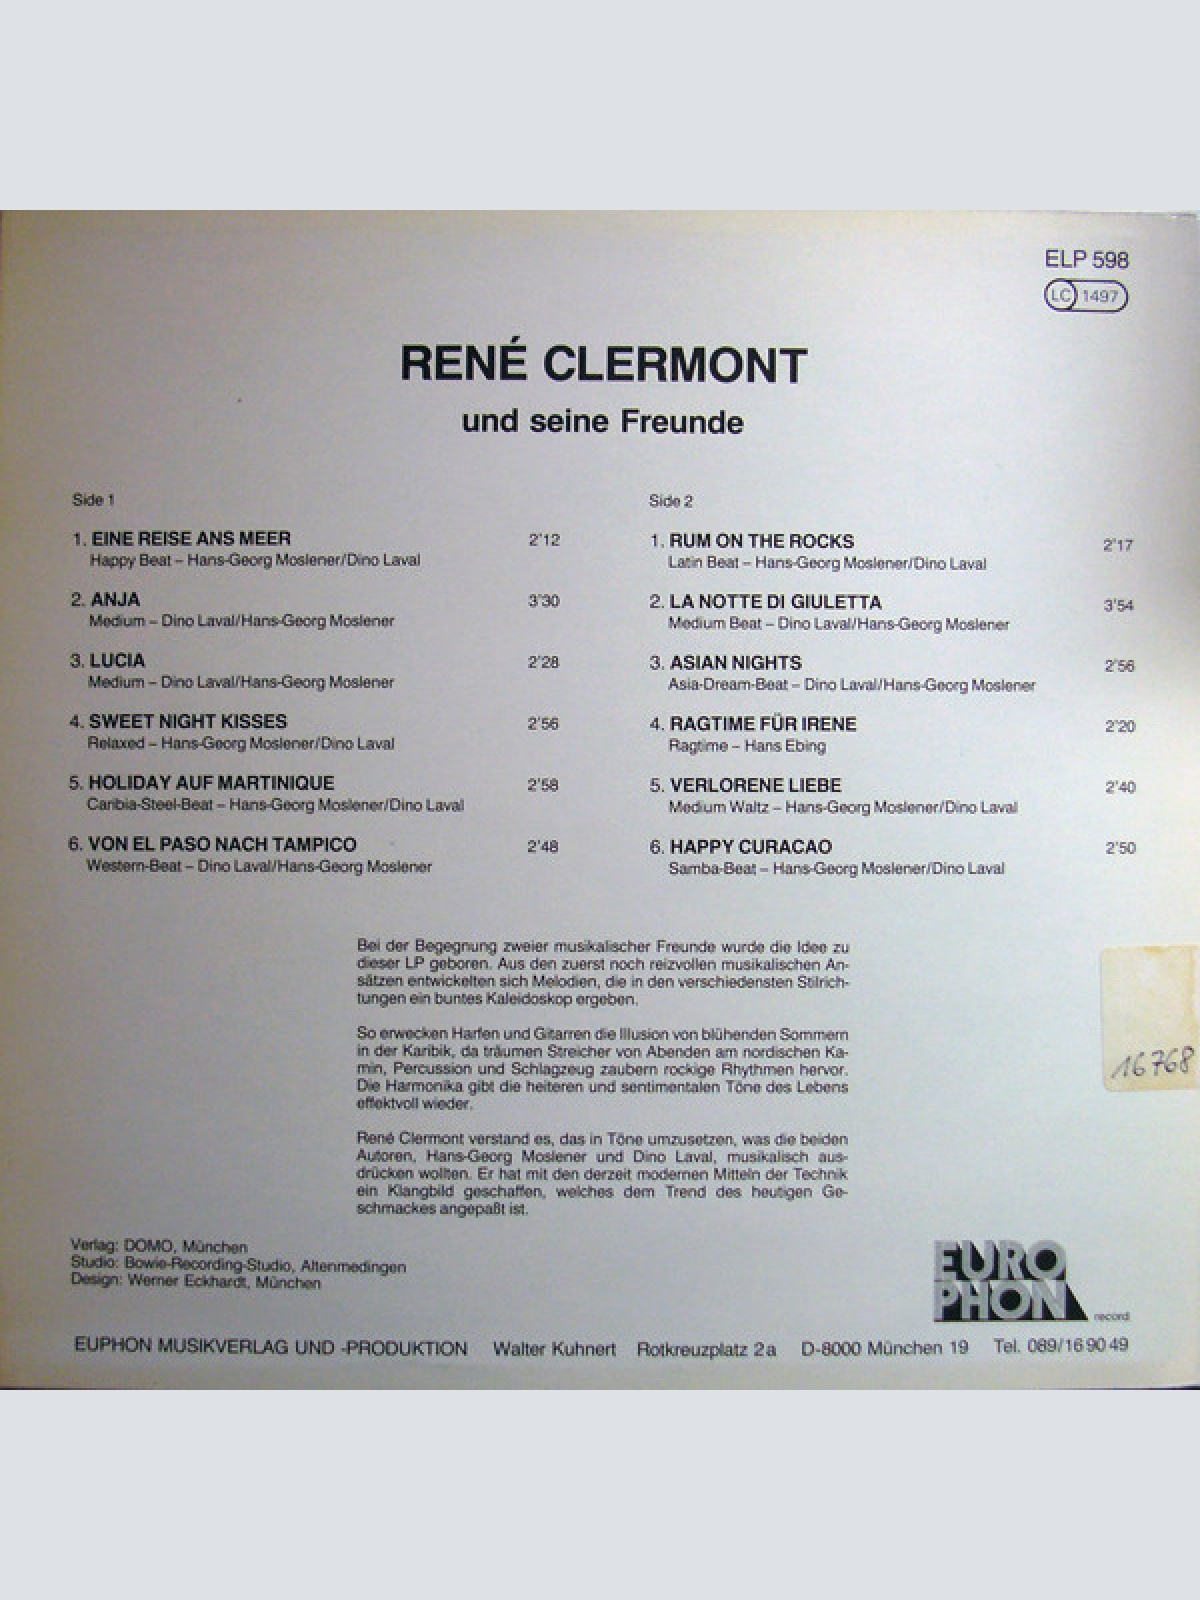 ELP 598
LC 1497
RENÉ CLERMONT
und seine Freunde
Side 1
1. EINE REISE ANS MEER 2'12
Happy Beat – Hans-Georg Moslener/Dino Laval
2. ANJA 3'30
Medium – Dino Laval/Hans-Georg Moslener
3. LUCIA 2'28
Medium – Dino Laval/Hans-Georg Moslener
4. SWEET NIGHT KISSES 2'56
Relaxed – Hans-Georg Moslener/Dino Laval
5. HOLIDAY AUF MARTINIQUE 2'58
Caribia-Steel-Beat – Hans-Georg Moslener/Dino Laval
6. VON EL PASO NACH TAMPICO 2'48
Western-Beat – Dino Laval/Hans-Georg Moslener
Side 2
1. RUM ON THE ROCKS 2'17
Latin Beat – Hans-Georg Moslener/Dino Laval
2. LA NOTTE DI GIULETTA 3'54
Medium Beat – Dino Laval/Hans-Georg Moslener
3. ASIAN NIGHTS 2'56
Asia-Dream-Beat – Dino Laval/Hans-Georg Moslener
4. RAGTIME FÜR IRENE 2'20
Ragtime – Hans Ebing
5. VERLORENE LIEBE 2'40
Medium Waltz – Hans-Georg Moslener/Dino Laval
6. HAPPY CURACAO 2'50
Samba-Beat – Hans-Georg Moslener/Dino Laval
Bei der Begegnung zweier musikalischer Freunde wurde die Idee zu
dieser LP geboren. Aus den zuerst noch reizvollen musikalischen An-
sätzen entwickelten sich Melodien, die in den verschiedensten Stilrich-
tungen ein buntes Kaleidoskop ergeben.
So erwecken Harfen und Gitarren die Illusion von blühenden Sommern
in der Karibik, da träumen Streicher von Abenden am nordischen Ka-
min, Percussion und Schlagzeug zaubern rockige Rhythmen hervor.
Die Harmonika gibt die heiteren und sentimentalen Töne des Lebens
effektvoll wieder.
René Clermont verstand es, das in Töne umzusetzen, was die beiden
Autoren, Hans-Georg Moslener und Dino Laval, musikalisch aus-
drücken wollten. Er hat mit den derzeit modernen Mitteln der Technik
ein Klangbild geschaffen, welches dem Trend des heutigen Ge-
schmackes angepaßt ist.
16768
Verlag: DOMO, München
Studio: Bowie-Recording-Studio, Altenmedingen
Design: Werner Eckhardt, München
EURO
PHON
record
EUPHON MUSIKVERLAG UND -PRODUKTION Walter Kuhnert Rotkreuzplatz 2a D-8000 München 19 Tel. 089/16 90 49